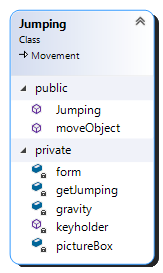 Jumping
Class
Movement
public
Jumping
moveObject
private
form
getJumping
gravity
keyholder
pictureBox